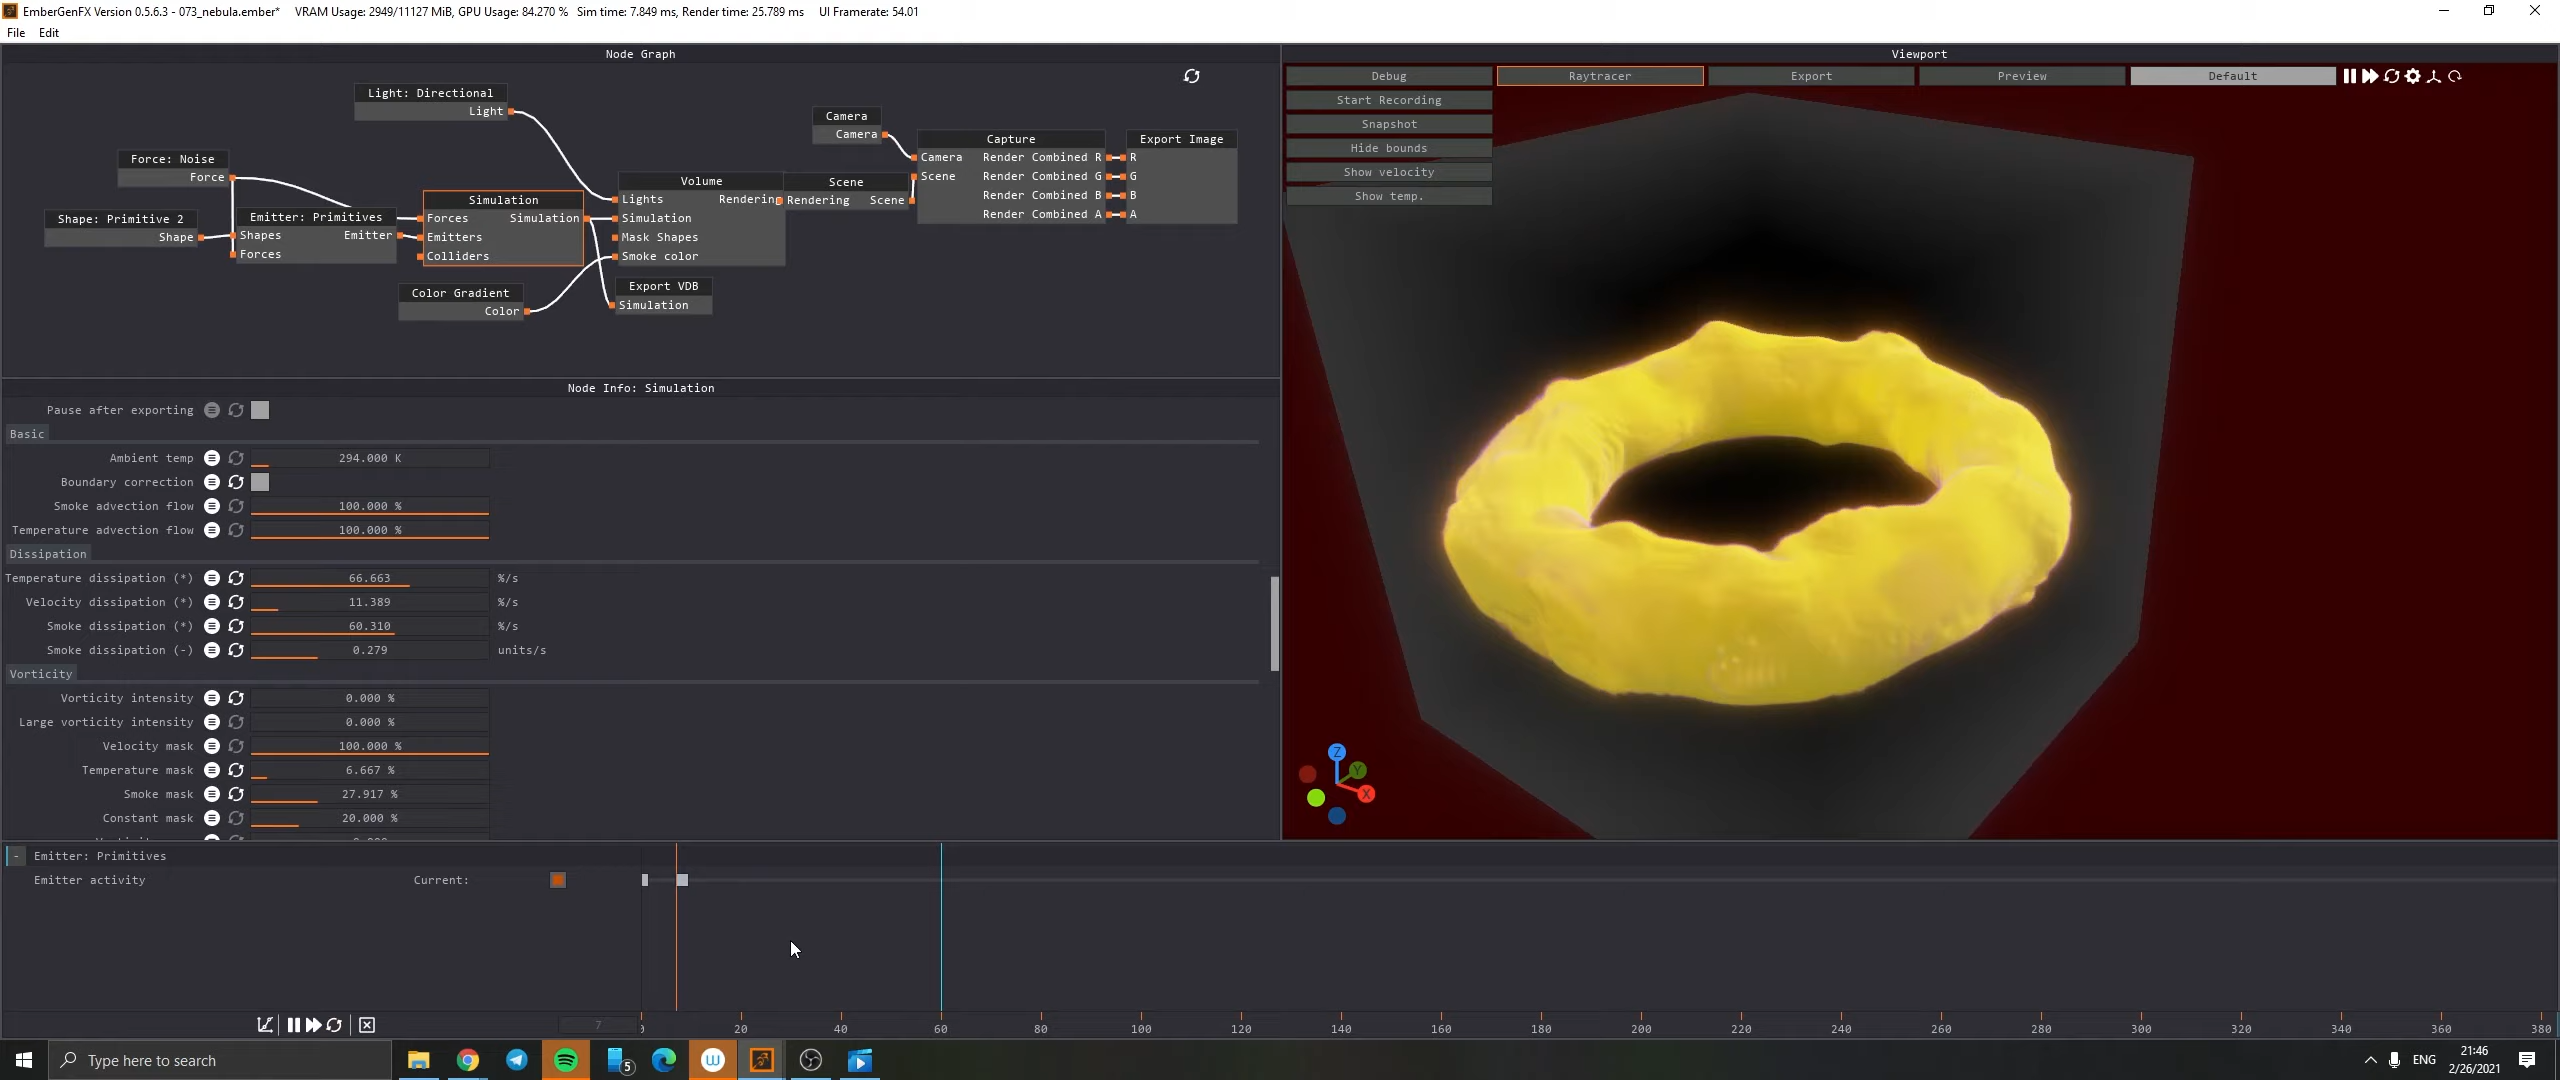 EmberGenFX Version 0.5.6.3 - 073_nebula.ember* VRAM Usage: 2949/11127 MiB, GPU Usage: 84.270 % Sim time: 7.849 ms, Render time: 25.789 ms UI Framerate: 54.01
File Edit
Node Graph
Light: Directional
Light
Force: Noise
Force
Shape: Primitive 2
Shape
Emitter: Primitives
Shapes Emitter
Forces
Simulation
Forces Simulation
Emitters
Colliders
Color Gradient
Color
Volume
Lights Rendering
Simulation
Mask Shapes
Smoke color
Export VDB
Simulation
Scene
Rendering Scene
Camera
Camera
Capture
Camera Render Combined R
Scene Render Combined G
Render Combined B
Render Combined A
Export Image
R
G
B
A
Viewport
Debug Raytracer Export Preview Default
Start Recording
Snapshot
Hide bounds
Show velocity
Show temp.
Z
Y
X
Node Info: Simulation
Pause after exporting
Basic
Ambient temp 294.000 K
Boundary correction
Smoke advection flow 100.000 %
Temperature advection flow 100.000 %
Dissipation
Temperature dissipation (*) 66.663 %/s
Velocity dissipation (*) 11.389 %/s
Smoke dissipation (*) 60.310 %/s
Smoke dissipation (-) 0.279 units/s
Vorticity
Vorticity intensity 0.000 %
Large vorticity intensity 0.000 %
Velocity mask 100.000 %
Temperature mask 6.667 %
Smoke mask 27.917 %
Constant mask 20.000 %
- Emitter: Primitives
Emitter activity Current:
7 20 40 60 80 100 120 140 160 180 200 220 240 260 280 300 320 340 360 380
Type here to search
5
ENG
21:46
2/26/2021